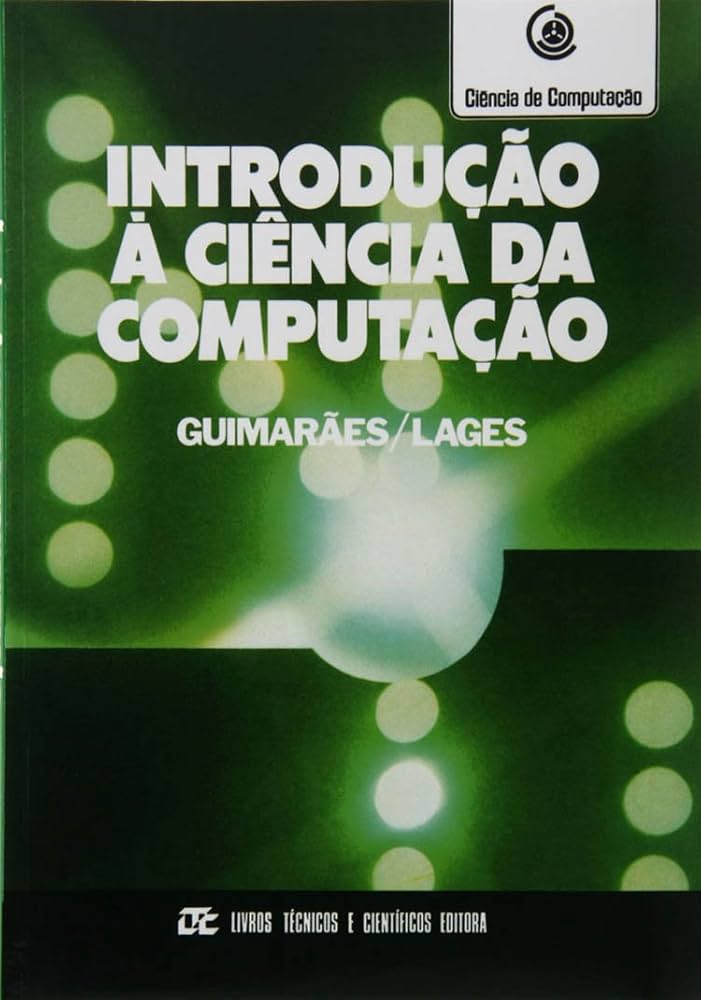 Ciência de Computação
INTRODUÇÃO
À CIÊNCIA DA
COMPUTAÇÃO
GUIMARÃES/LAGES
LTC LIVROS TÉCNICOS E CIENTÍFICOS EDITORA